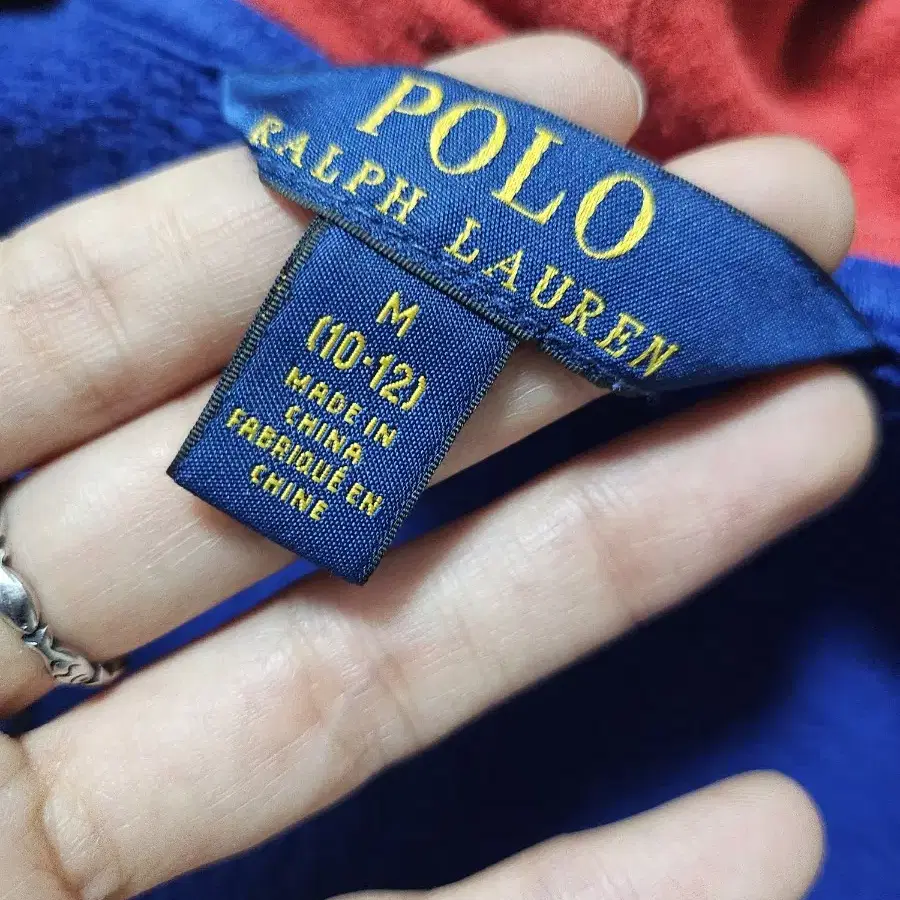 POLO
RALPH LAUREN
M
(10-12)
MADE IN
CHINA
FABRIQUÉ EN
CHINE